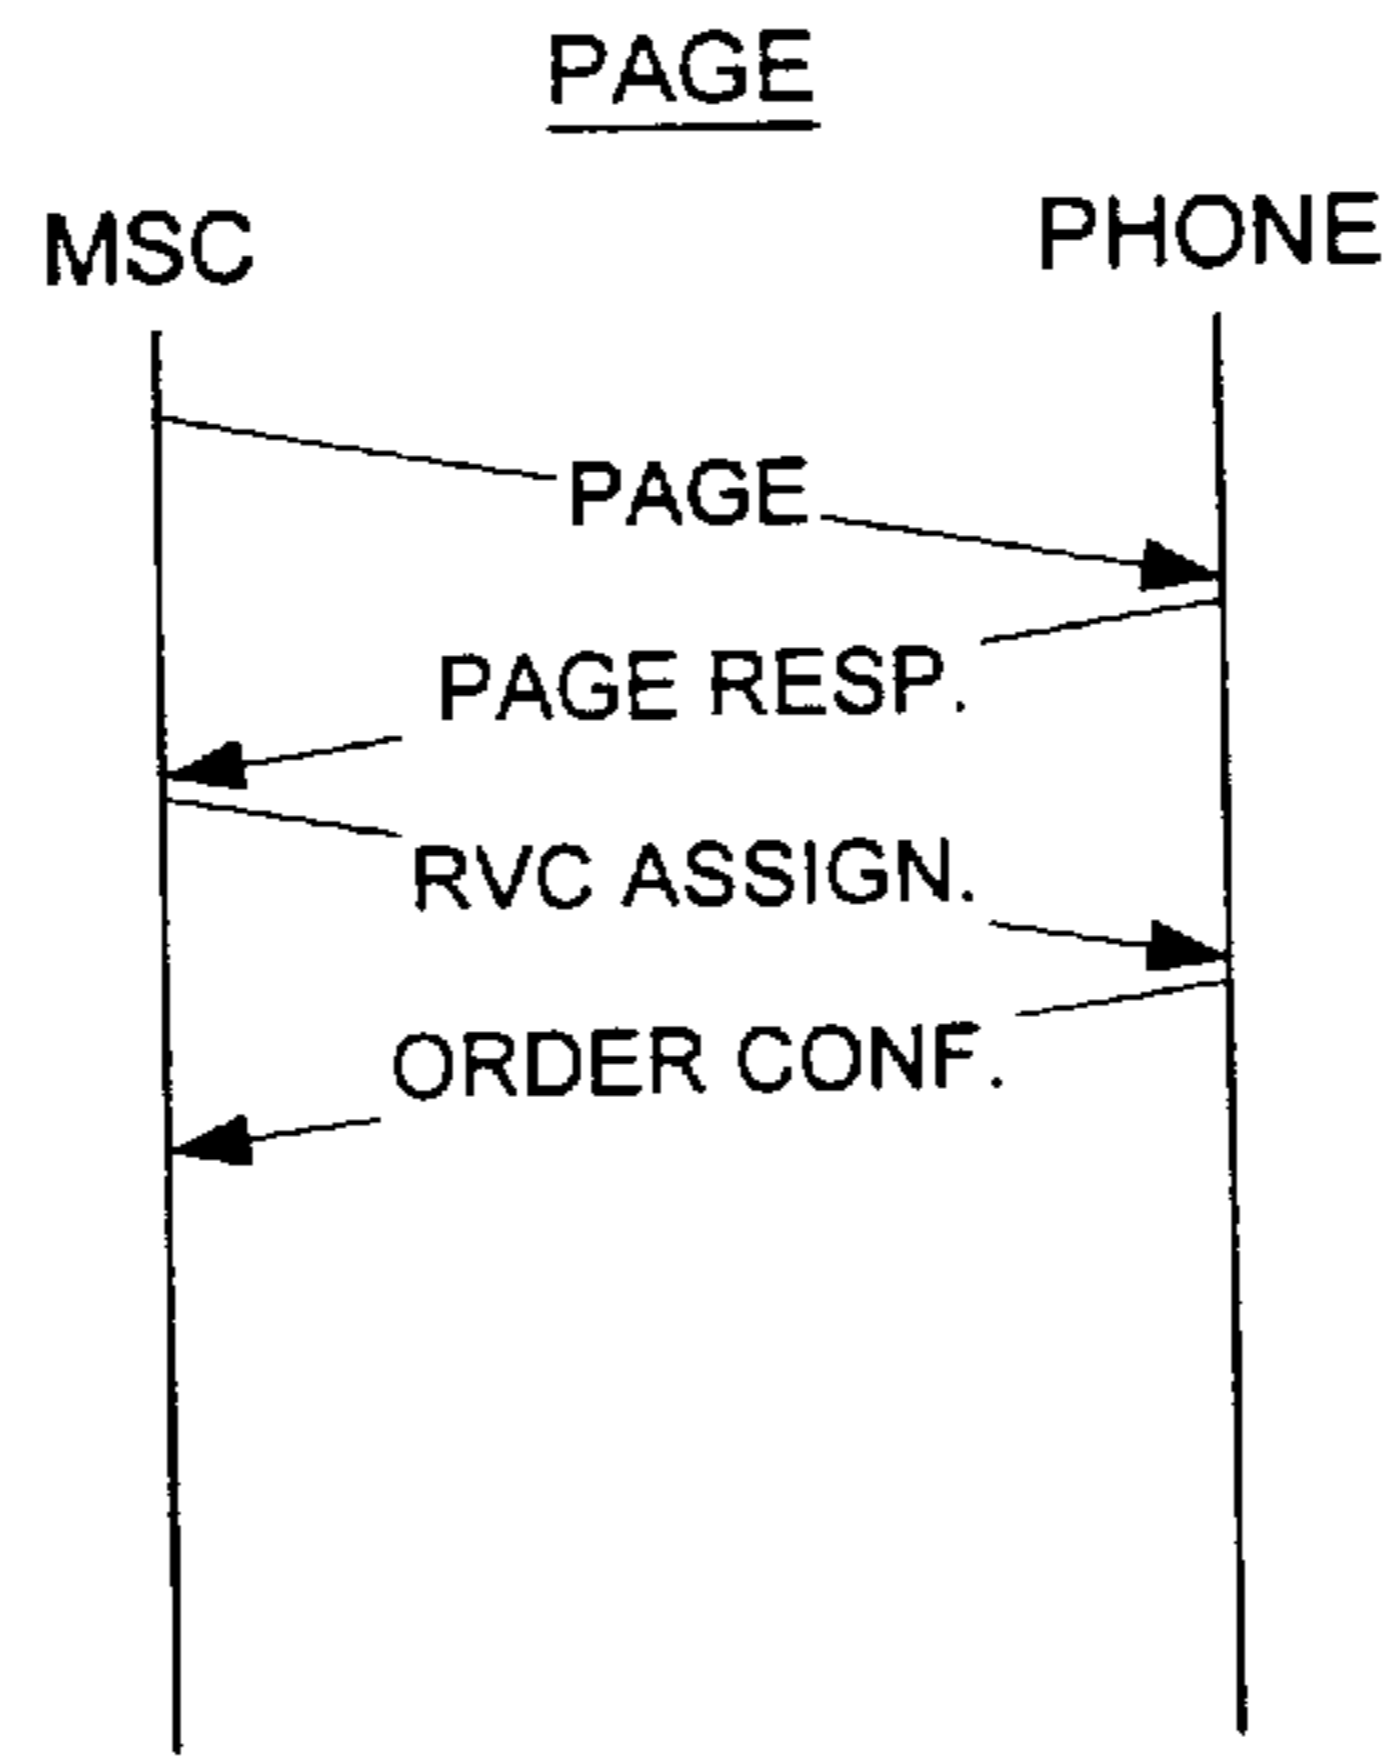 PAGE
MSC PHONE
PAGE
PAGE RESP.
RVC ASSIGN.
ORDER CONF.